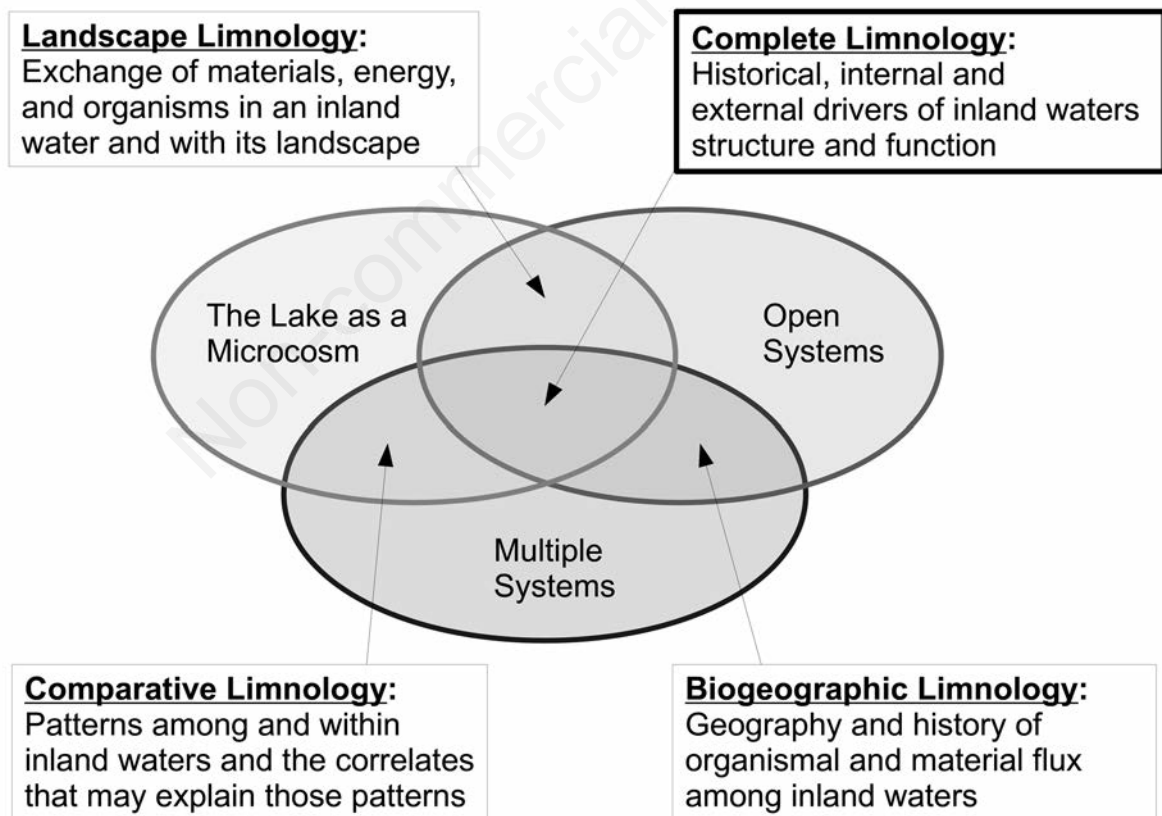 Landscape Limnology:
Exchange of materials, energy,
and organisms in an inland
water and with its landscape
Complete Limnology:
Historical, internal and
external drivers of inland waters
structure and function
Non-commercial
The Lake as a
Microcosm
Open
Systems
Multiple
Systems
Comparative Limnology:
Patterns among and within
inland waters and the correlates
that may explain those patterns
Biogeographic Limnology:
Geography and history of
organismal and material flux
among inland waters